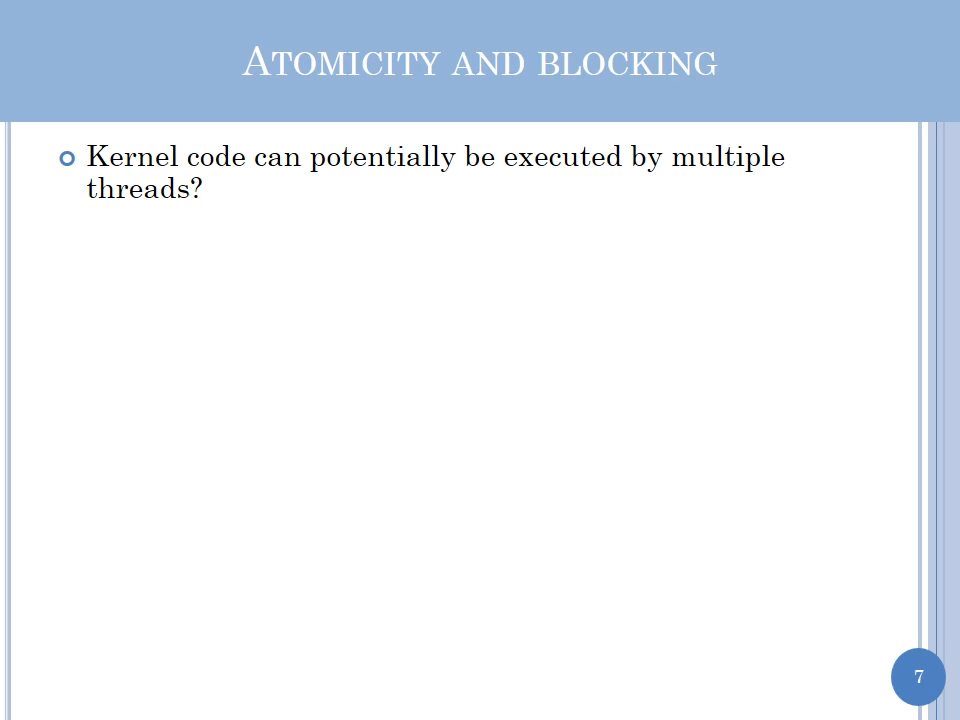 Atomicity and blocking
Kernel code can potentially be executed by multiple
threads?
7